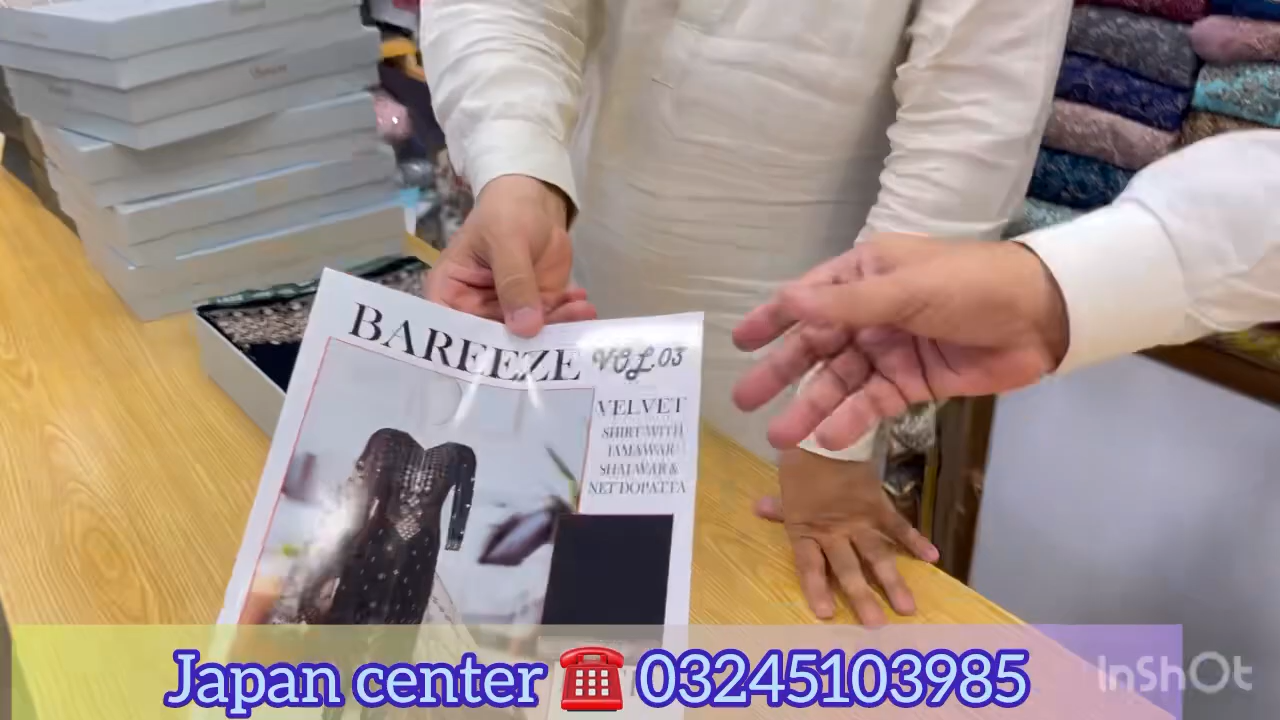 BAREEZE
VOL.03
VELVET
SHIRT WITH
JAMAWAR
SHALWAR &
NET DOPATTA
Japan center ☎ 03245103985
InShOt